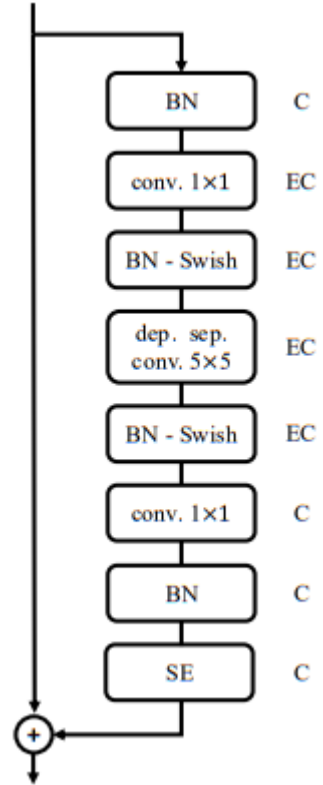 BN C
conv. 1×1 EC
BN - Swish EC
dep. sep.
conv. 5×5 EC
BN - Swish EC
conv. 1×1 C
BN C
SE C
+